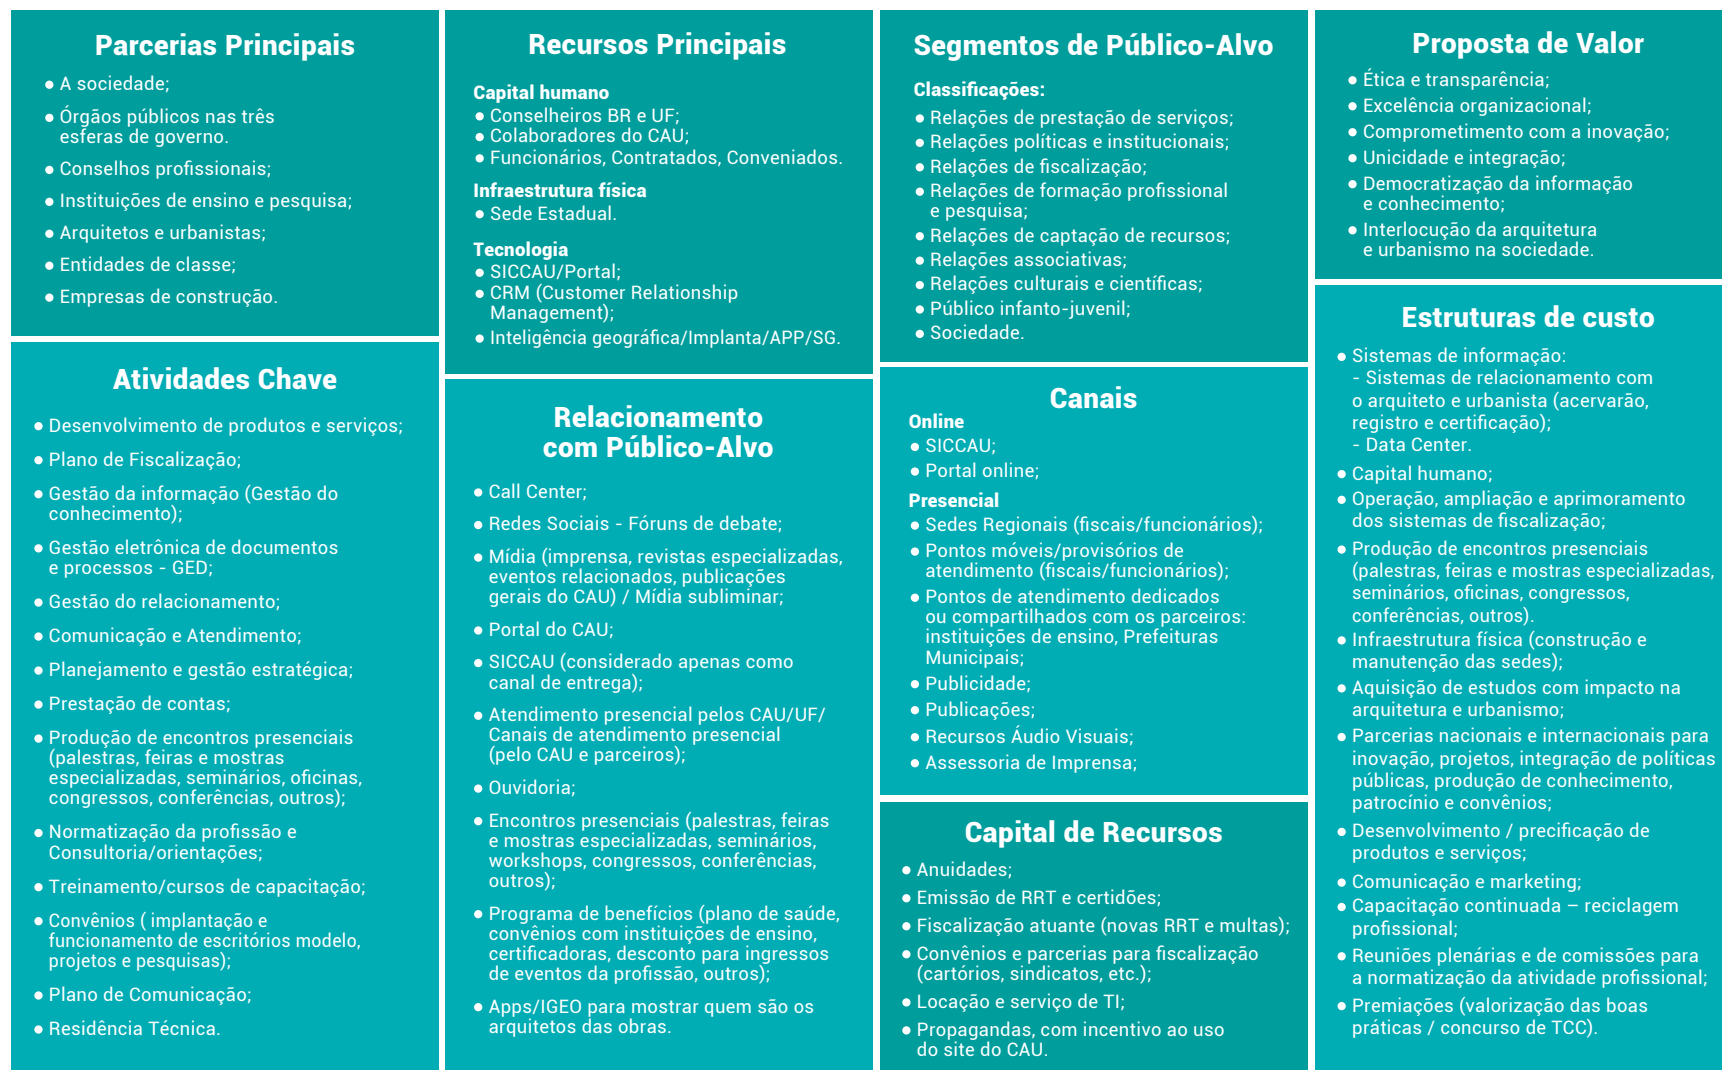 Parcerias Principais
● A sociedade;
● Órgãos públicos nas três
esferas de governo.
● Conselhos profissionais;
● Instituições de ensino e pesquisa;
● Arquitetos e urbanistas;
● Entidades de classe;
● Empresas de construção.
Atividades Chave
● Desenvolvimento de produtos e serviços;
● Plano de Fiscalização;
● Gestão da informação (Gestão do
conhecimento);
● Gestão eletrônica de documentos
e processos - GED;
● Gestão do relacionamento;
● Comunicação e Atendimento;
● Planejamento e gestão estratégica;
● Prestação de contas;
● Produção de encontros presenciais
(palestras, feiras e mostras
especializadas, seminários, oficinas,
congressos, conferências, outros);
● Normatização da profissão e
Consultoria/orientações;
● Treinamento/cursos de capacitação;
● Convênios ( implantação e
funcionamento de escritórios modelo,
projetos e pesquisas);
● Plano de Comunicação;
● Residência Técnica.
Recursos Principais
Capital humano
● Conselheiros BR e UF;
● Colaboradores do CAU;
● Funcionários, Contratados, Conveniados.
Infraestrutura física
● Sede Estadual.
Tecnologia
● SICCAU/Portal;
● CRM (Customer Relationship
Management);
● Inteligência geográfica/Implanta/APP/SG.
Relacionamento
com Público-Alvo
● Call Center;
● Redes Sociais - Fóruns de debate;
● Mídia (imprensa, revistas especializadas,
eventos relacionados, publicações
gerais do CAU) / Mídia subliminar;
● Portal do CAU;
● SICCAU (considerado apenas como
canal de entrega);
● Atendimento presencial pelos CAU/UF/
Canais de atendimento presencial
(pelo CAU e parceiros);
● Ouvidoria;
● Encontros presenciais (palestras, feiras
e mostras especializadas, seminários,
workshops, congressos, conferências,
outros);
● Programa de benefícios (plano de saúde,
convênios com instituições de ensino,
certificadoras, desconto para ingressos
de eventos da profissão, outros);
● Apps/IGEO para mostrar quem são os
arquitetos das obras.
Segmentos de Público-Alvo
Classificações:
● Relações de prestação de serviços;
● Relações políticas e institucionais;
● Relações de fiscalização;
● Relações de formação profissional
e pesquisa;
● Relações de captação de recursos;
● Relações associativas;
● Relações culturais e científicas;
● Público infanto-juvenil;
● Sociedade.
Canais
Online
● SICCAU;
● Portal online;
Presencial
● Sedes Regionais (fiscais/funcionários);
● Pontos móveis/provisórios de
atendimento (fiscais/funcionários);
● Pontos de atendimento dedicados
ou compartilhados com os parceiros:
instituições de ensino, Prefeituras
Municipais;
● Publicidade;
● Publicações;
● Recursos Áudio Visuais;
● Assessoria de Imprensa;
Capital de Recursos
● Anuidades;
● Emissão de RRT e certidões;
● Fiscalização atuante (novas RRT e multas);
● Convênios e parcerias para fiscalização
(cartórios, sindicatos, etc.);
● Locação e serviço de TI;
● Propagandas, com incentivo ao uso
do site do CAU.
Proposta de Valor
● Ética e transparência;
● Excelência organizacional;
● Comprometimento com a inovação;
● Unicidade e integração;
● Democratização da informação
e conhecimento;
● Interlocução da arquitetura
e urbanismo na sociedade.
Estruturas de custo
● Sistemas de informação:
- Sistemas de relacionamento com
o arquiteto e urbanista (acervarão,
registro e certificação);
- Data Center.
● Capital humano;
● Operação, ampliação e aprimoramento
dos sistemas de fiscalização;
● Produção de encontros presenciais
(palestras, feiras e mostras especializadas,
seminários, oficinas, congressos,
conferências, outros).
● Infraestrutura física (construção e
manutenção das sedes);
● Aquisição de estudos com impacto na
arquitetura e urbanismo;
● Parcerias nacionais e internacionais para
inovação, projetos, integração de políticas
públicas, produção de conhecimento,
patrocínio e convênios;
● Desenvolvimento / precificação de
produtos e serviços;
● Comunicação e marketing;
● Capacitação continuada – reciclagem
profissional;
● Reuniões plenárias e de comissões para
a normatização da atividade profissional;
● Premiações (valorização das boas
práticas / concurso de TCC).